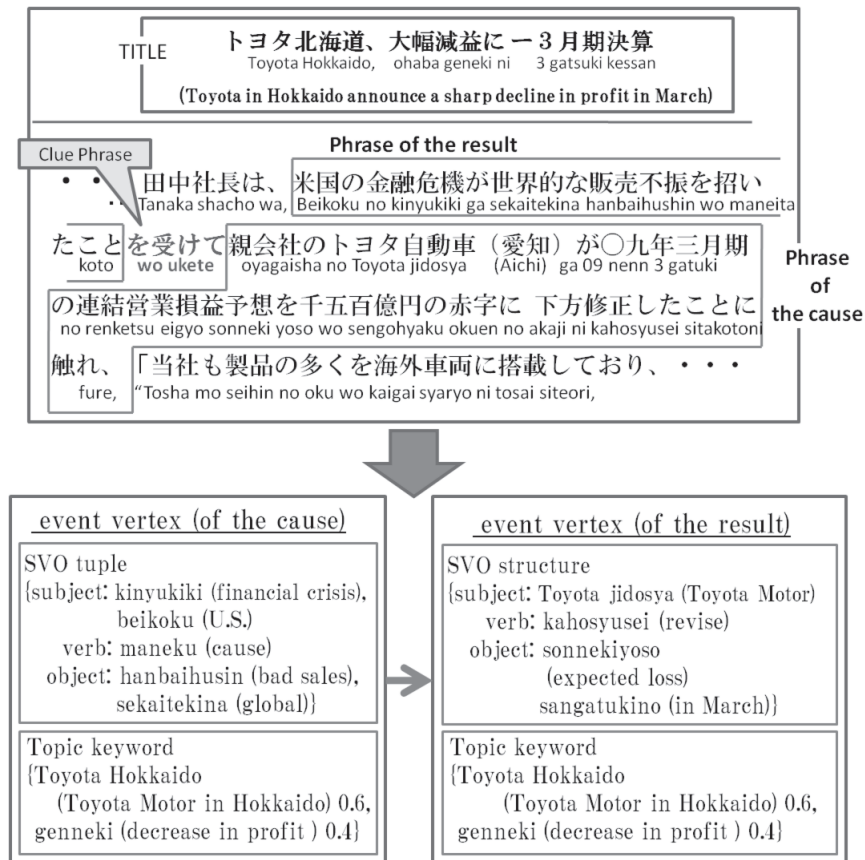 TITLE
トヨタ北海道、大幅減益に ー３月期決算
Toyota Hokkaido, ohaba geneki ni 3 gatsuki kessan
(Toyota in Hokkaido announce a sharp decline in profit in March)
Clue Phrase
Phrase of the result
・・・田中社長は、米国の金融危機が世界的な販売不振を招い
・・Tanaka shacho wa, Beikoku no kinyukiki ga sekaitekina hanbaihushin wo maneita
たことを受けて親会社のトヨタ自動車（愛知）が〇九年三月期
koto wo ukete oyagaisha no Toyota jidosya (Aichi) ga 09 nenn 3 gatuki
Phrase of the cause
の連結営業損益予想を千五百億円の赤字に 下方修正したことに
no renketsu eigyo sonneki yoso wo sengohyaku okuen no akaji ni kahosyusei sitakotoni
触れ、「当社も製品の多くを海外車両に搭載しており、・・・
fure, “Tosha mo seihin no oku wo kaigai syaryo ni tosai siteori,
event vertex (of the cause)
SVO tuple
{subject: kinyukiki (financial crisis),
beikoku (U.S.)
verb: maneku (cause)
object: hanbaihusin (bad sales),
sekaitekina (global)}
Topic keyword
{Toyota Hokkaido
(Toyota Motor in Hokkaido) 0.6,
genneki (decrease in profit ) 0.4}
event vertex (of the result)
SVO structure
{subject: Toyota jidosya (Toyota Motor)
verb: kahosyusei (revise)
object: sonnekiyoso
(expected loss)
sangatukino (in March)}
Topic keyword
{Toyota Hokkaido
(Toyota Motor in Hokkaido) 0.6,
genneki (decrease in profit ) 0.4}